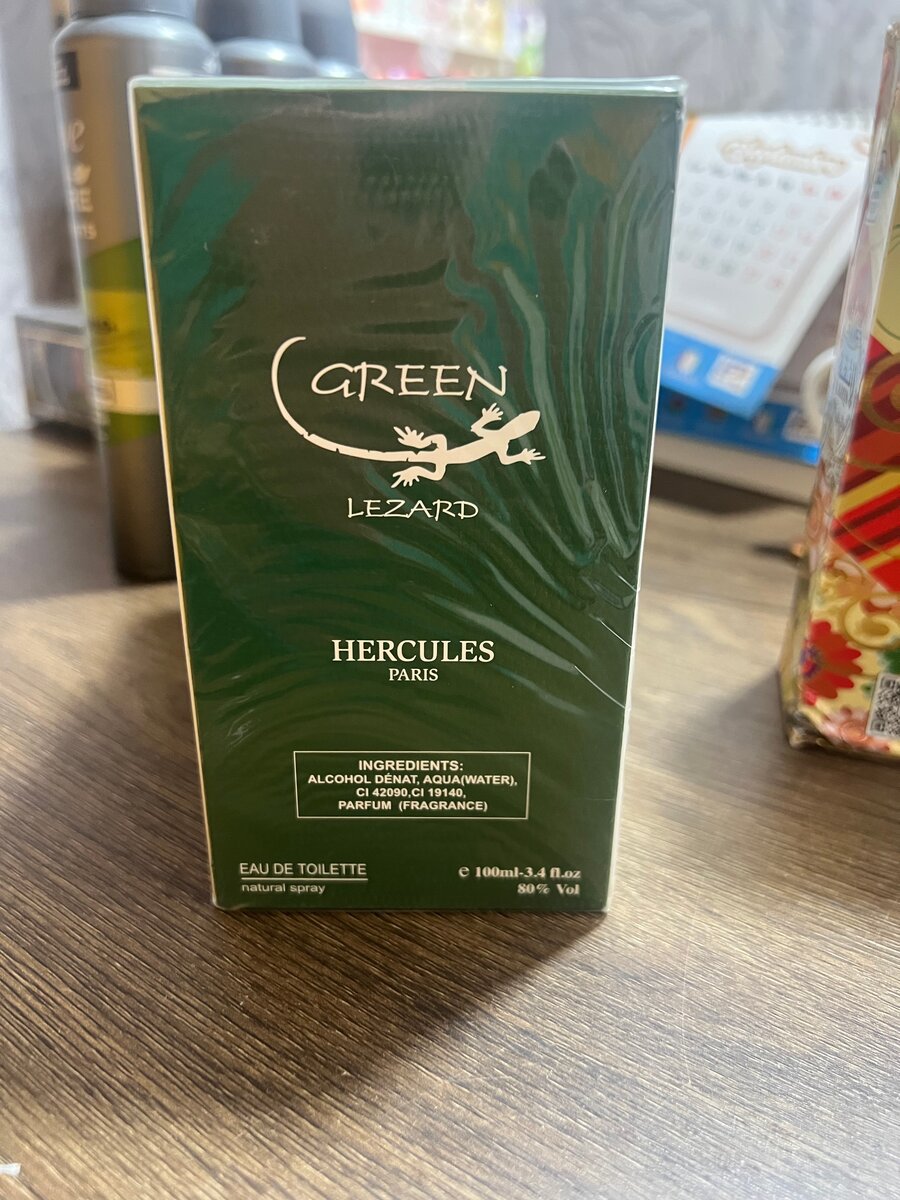 GREEN
LEZARD
HERCULES
PARIS
INGREDIENTS:
ALCOHOL DÉNAT, AQUA(WATER),
CI 42090,CI 19140,
PARFUM (FRAGRANCE)
EAU DE TOILETTE
natural spray
℮ 100ml-3.4 fl.oz
80% Vol